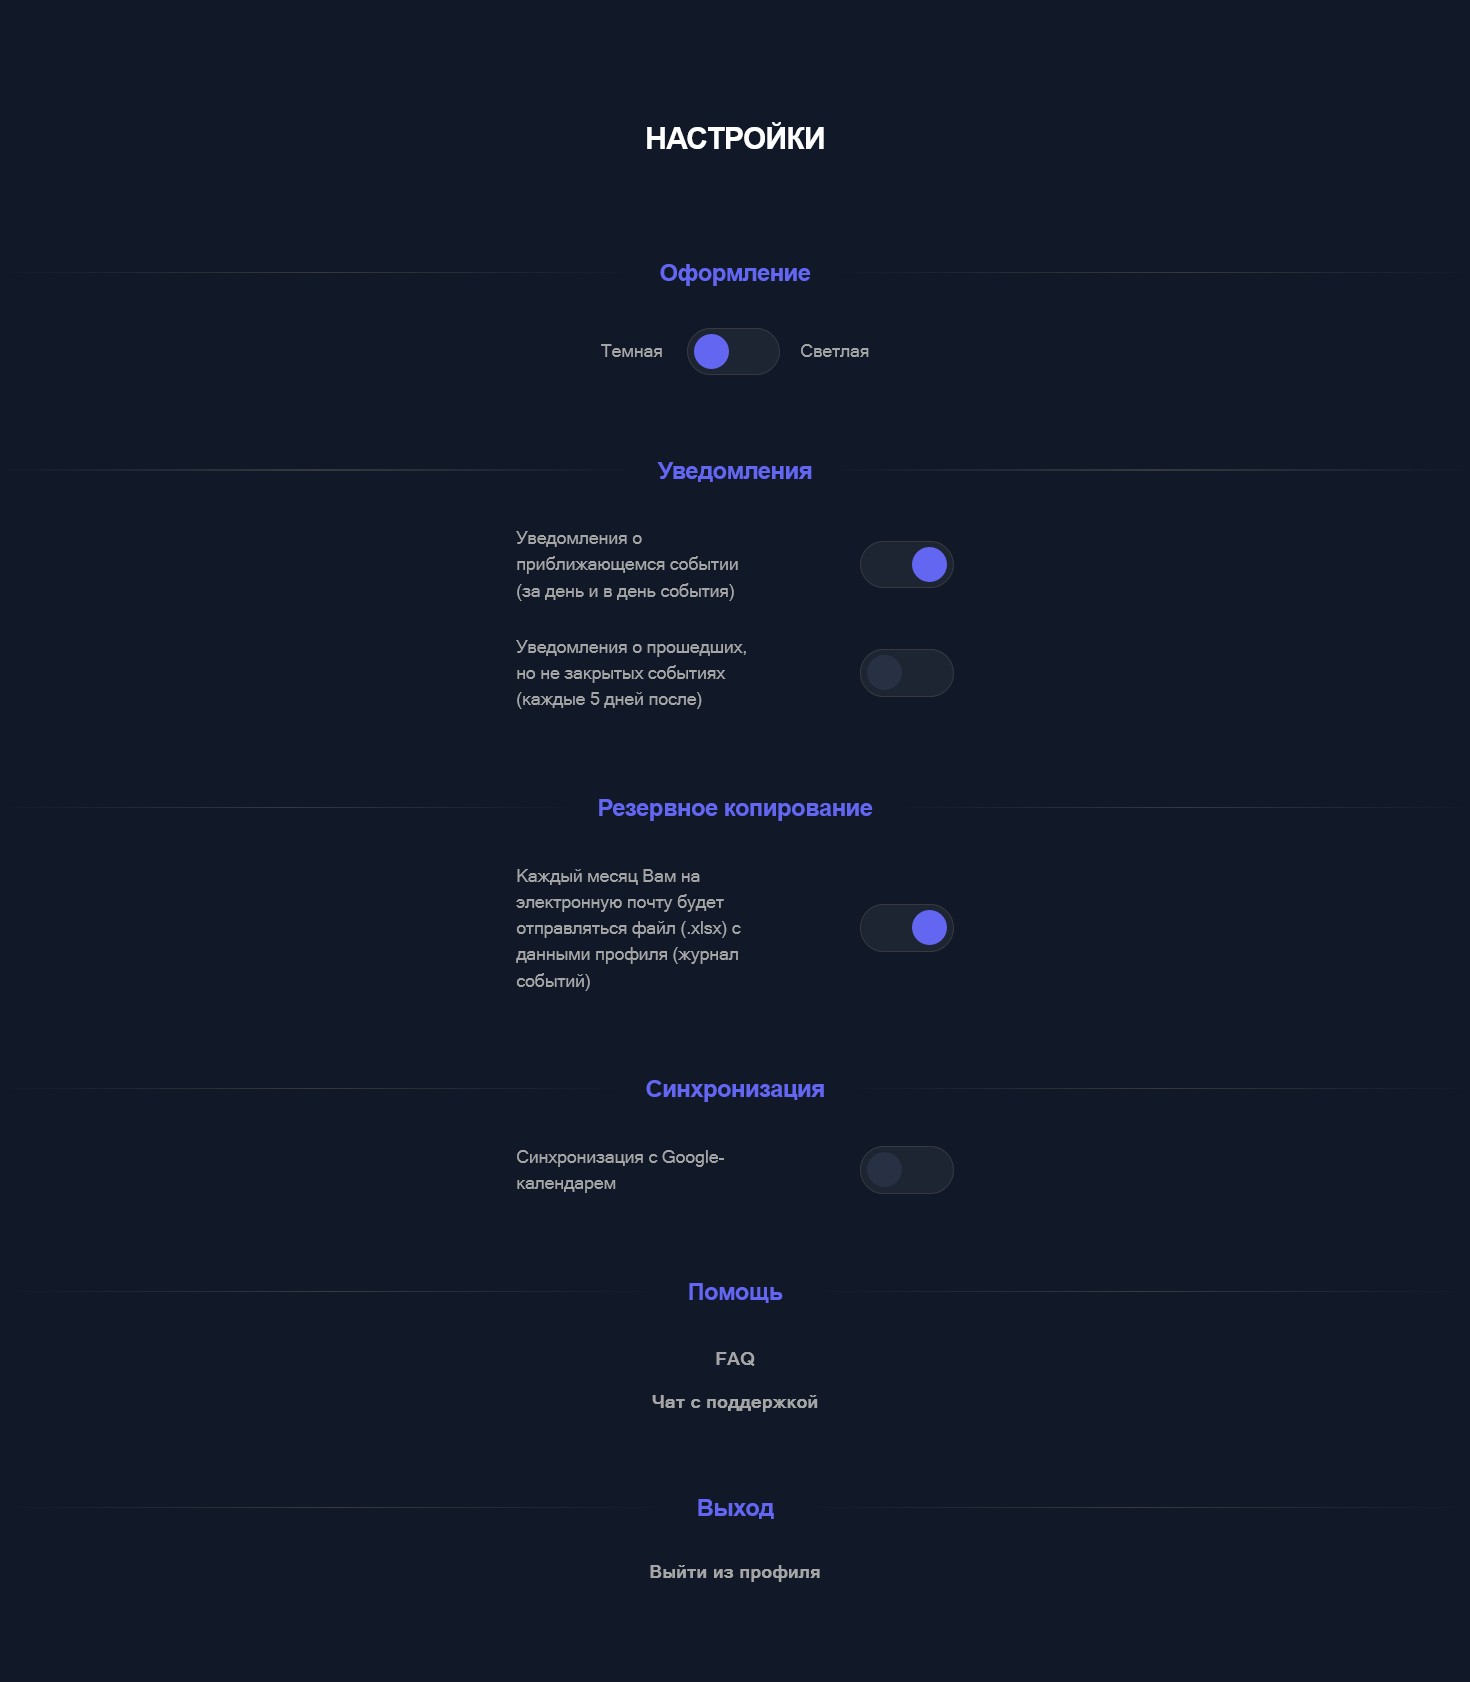 НАСТРОЙКИ
Оформление
Темная
Светлая
Уведомления
Уведомления о
приближающемся событии
(за день и в день события)
Уведомления о прошедших,
но не закрытых событиях
(каждые 5 дней после)
Резервное копирование
Каждый месяц Вам на
электронную почту будет
отправляться файл (.xlsx) с
данными профиля (журнал
событий)
Синхронизация
Синхронизация с Google-
календарем
Помощь
FAQ
Чат с поддержкой
Выход
Выйти из профиля